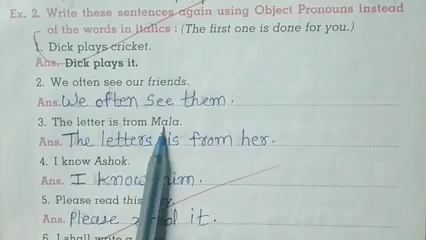 Ex. 2. Write these sentences again using Object Pronouns instead
of the words in italics : (The first one is done for you.)
1. Dick plays cricket.
Ans. Dick plays it.
2. We often see our friends.
Ans. We often see them.
3. The letter is from Mala.
Ans. The letters is from her.
4. I know Ashok.
Ans. I know him.
5. Please read this
Ans. Please it.
6. I shall write a